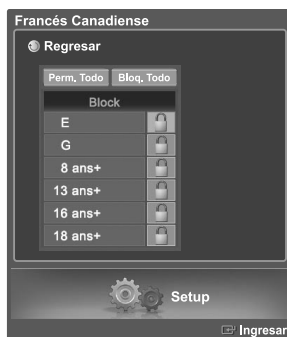 Francés Canadiense
Regresar
Perm. Todo Bloq. Todo
Block
E
G
8 ans+
13 ans+
16 ans+
18 ans+
Setup
Ingresar